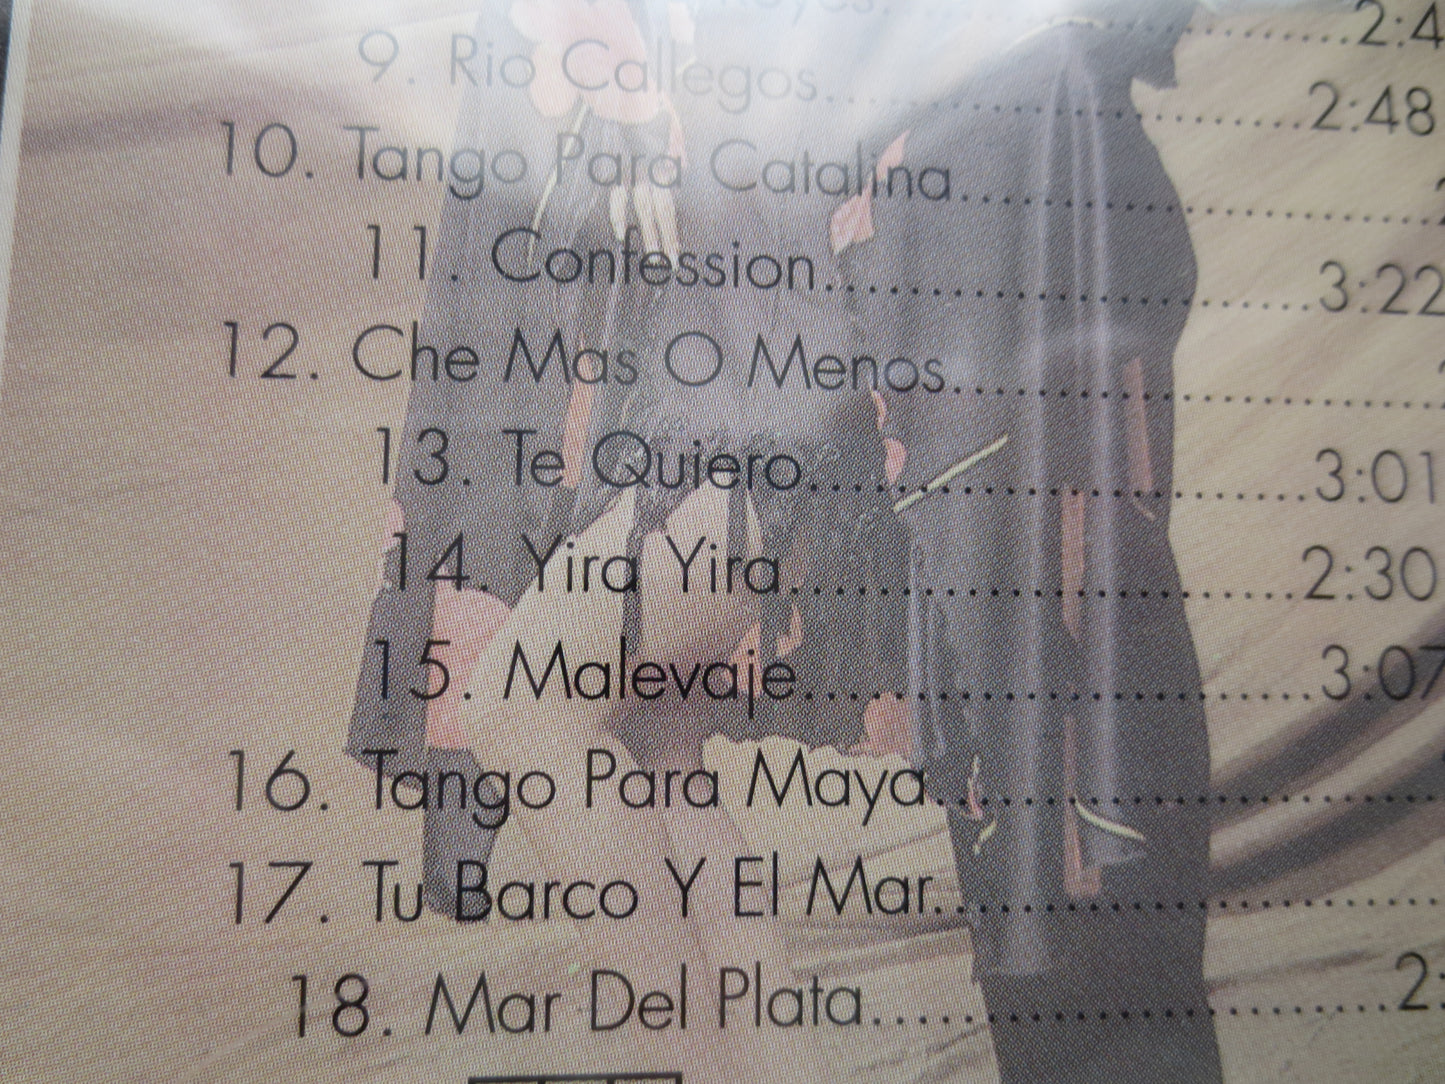 9. Rio Callegos....................2:48
10. Tango Para Catalina....................
11. Confession....................3:22
12. Che Mas O Menos....................
13. Te Quiero....................3:01
14. Yira Yira....................2:30
15. Malevaje....................3:07
16. Tango Para Maya....................
17. Tu Barco Y El Mar....................
18. Mar Del Plata....................2: